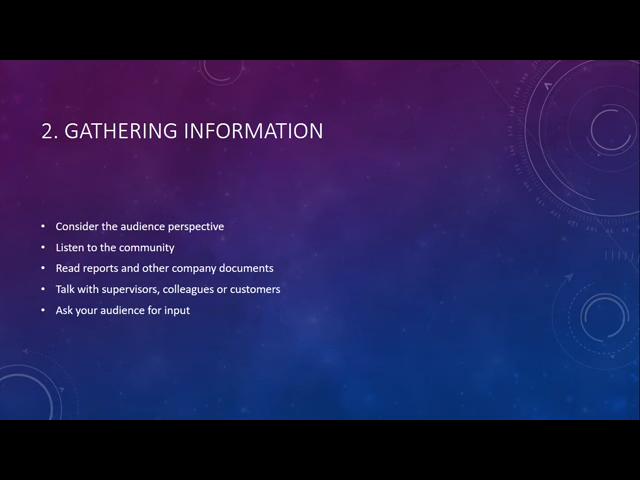 2. GATHERING INFORMATION
• Consider the audience perspective
• Listen to the community
• Read reports and other company documents
• Talk with supervisors, colleagues or customers
• Ask your audience for input